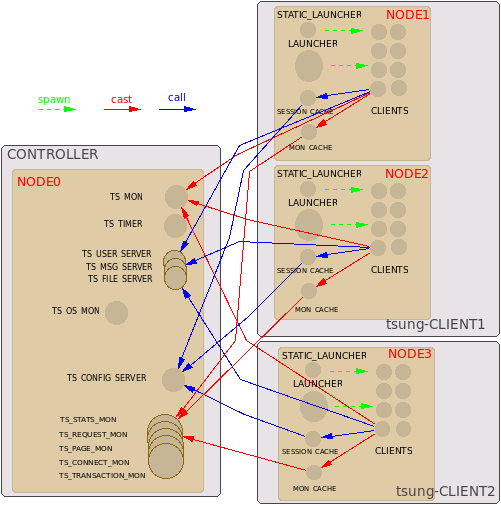 spawn
cast
call
CONTROLLER
NODE0
TS MON
TS TIMER
TS USER SERVER
TS MSG SERVER
TS FILE SERVER
TS OS MON
TS CONFIG SERVER
TS_STATS_MON
TS_REQUEST_MON
TS_PAGE_MON
TS_CONNECT_MON
TS_TRANSACTION_MON
STATIC_LAUNCHER
NODE1
LAUNCHER
SESSION CACHE
CLIENTS
MON CACHE
STATIC_LAUNCHER
NODE2
LAUNCHER
SESSION CACHE
CLIENTS
MON CACHE
tsung-CLIENT1
STATIC_LAUNCHER
NODE3
LAUNCHER
SESSION CACHE
CLIENTS
MON CACHE
tsung-CLIENT2